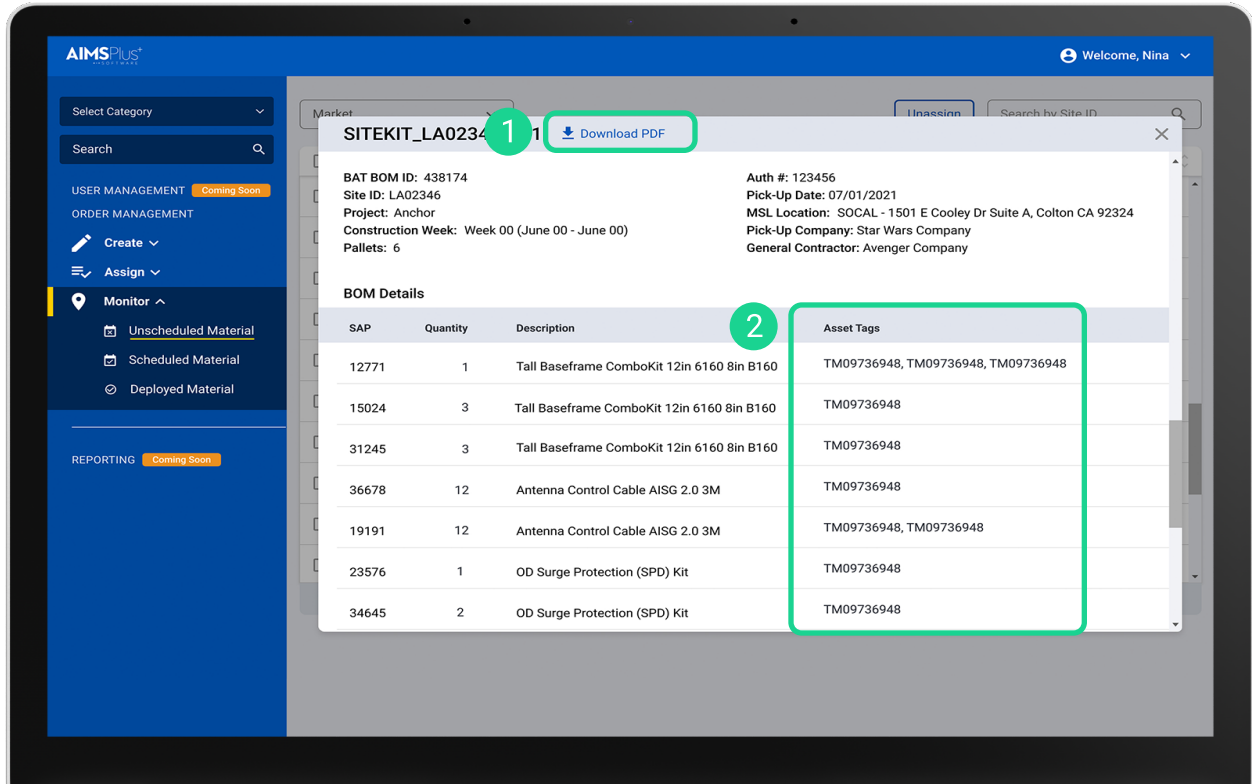 AIMSPlus+
SOFTWARE
Welcome, Nina
Select Category
Search
USER MANAGEMENT Coming Soon
ORDER MANAGEMENT
Create
Assign
Monitor
Unscheduled Material
Scheduled Material
Deployed Material
REPORTING Coming Soon
Market
Unassign
Search by Site ID
SITEKIT_LA0234 1
1
Download PDF
BAT BOM ID: 438174
Site ID: LA02346
Project: Anchor
Construction Week: Week 00 (June 00 - June 00)
Pallets: 6
Auth #: 123456
Pick-Up Date: 07/01/2021
MSL Location: SOCAL - 1501 E Cooley Dr Suite A, Colton CA 92324
Pick-Up Company: Star Wars Company
General Contractor: Avenger Company
BOM Details
2
SAP Quantity Description Asset Tags
12771 1 Tall Baseframe ComboKit 12in 6160 8in B160 TM09736948, TM09736948, TM09736948
15024 3 Tall Baseframe ComboKit 12in 6160 8in B160 TM09736948
31245 3 Tall Baseframe ComboKit 12in 6160 8in B160 TM09736948
36678 12 Antenna Control Cable AISG 2.0 3M TM09736948
19191 12 Antenna Control Cable AISG 2.0 3M TM09736948, TM09736948
23576 1 OD Surge Protection (SPD) Kit TM09736948
34645 2 OD Surge Protection (SPD) Kit TM09736948